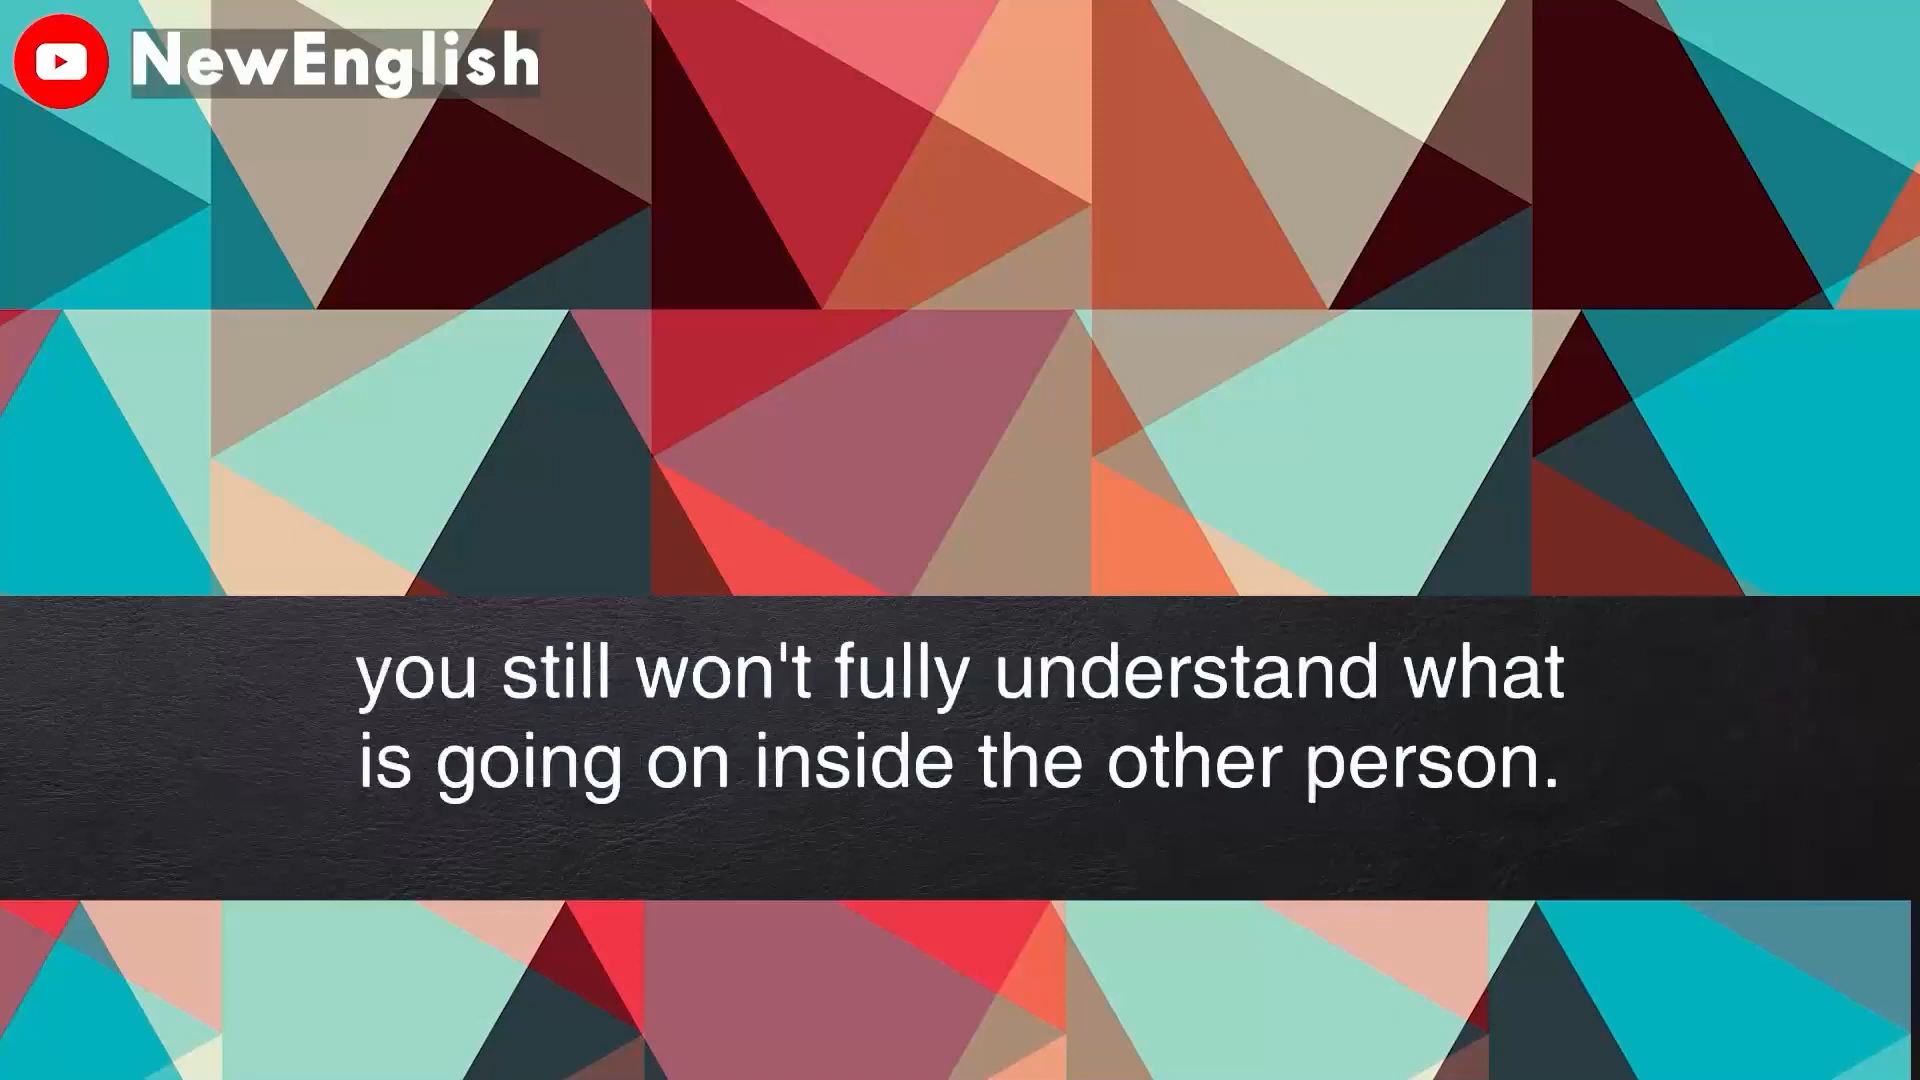 NewEnglish
you still won't fully understand what
is going on inside the other person.